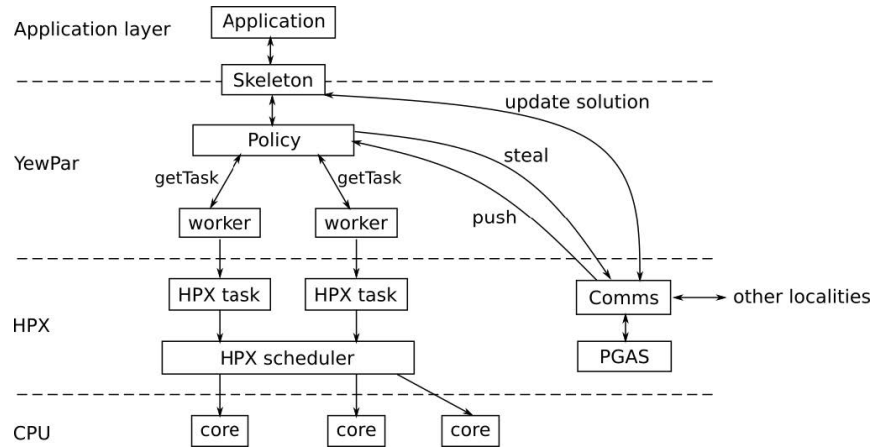 Application
Application layer
Skeleton
update solution
Policy
steal
YewPar
getTask
getTask
push
worker
worker
HPX task
HPX task
Comms
other localities
HPX
HPX scheduler
PGAS
CPU
core
core
core